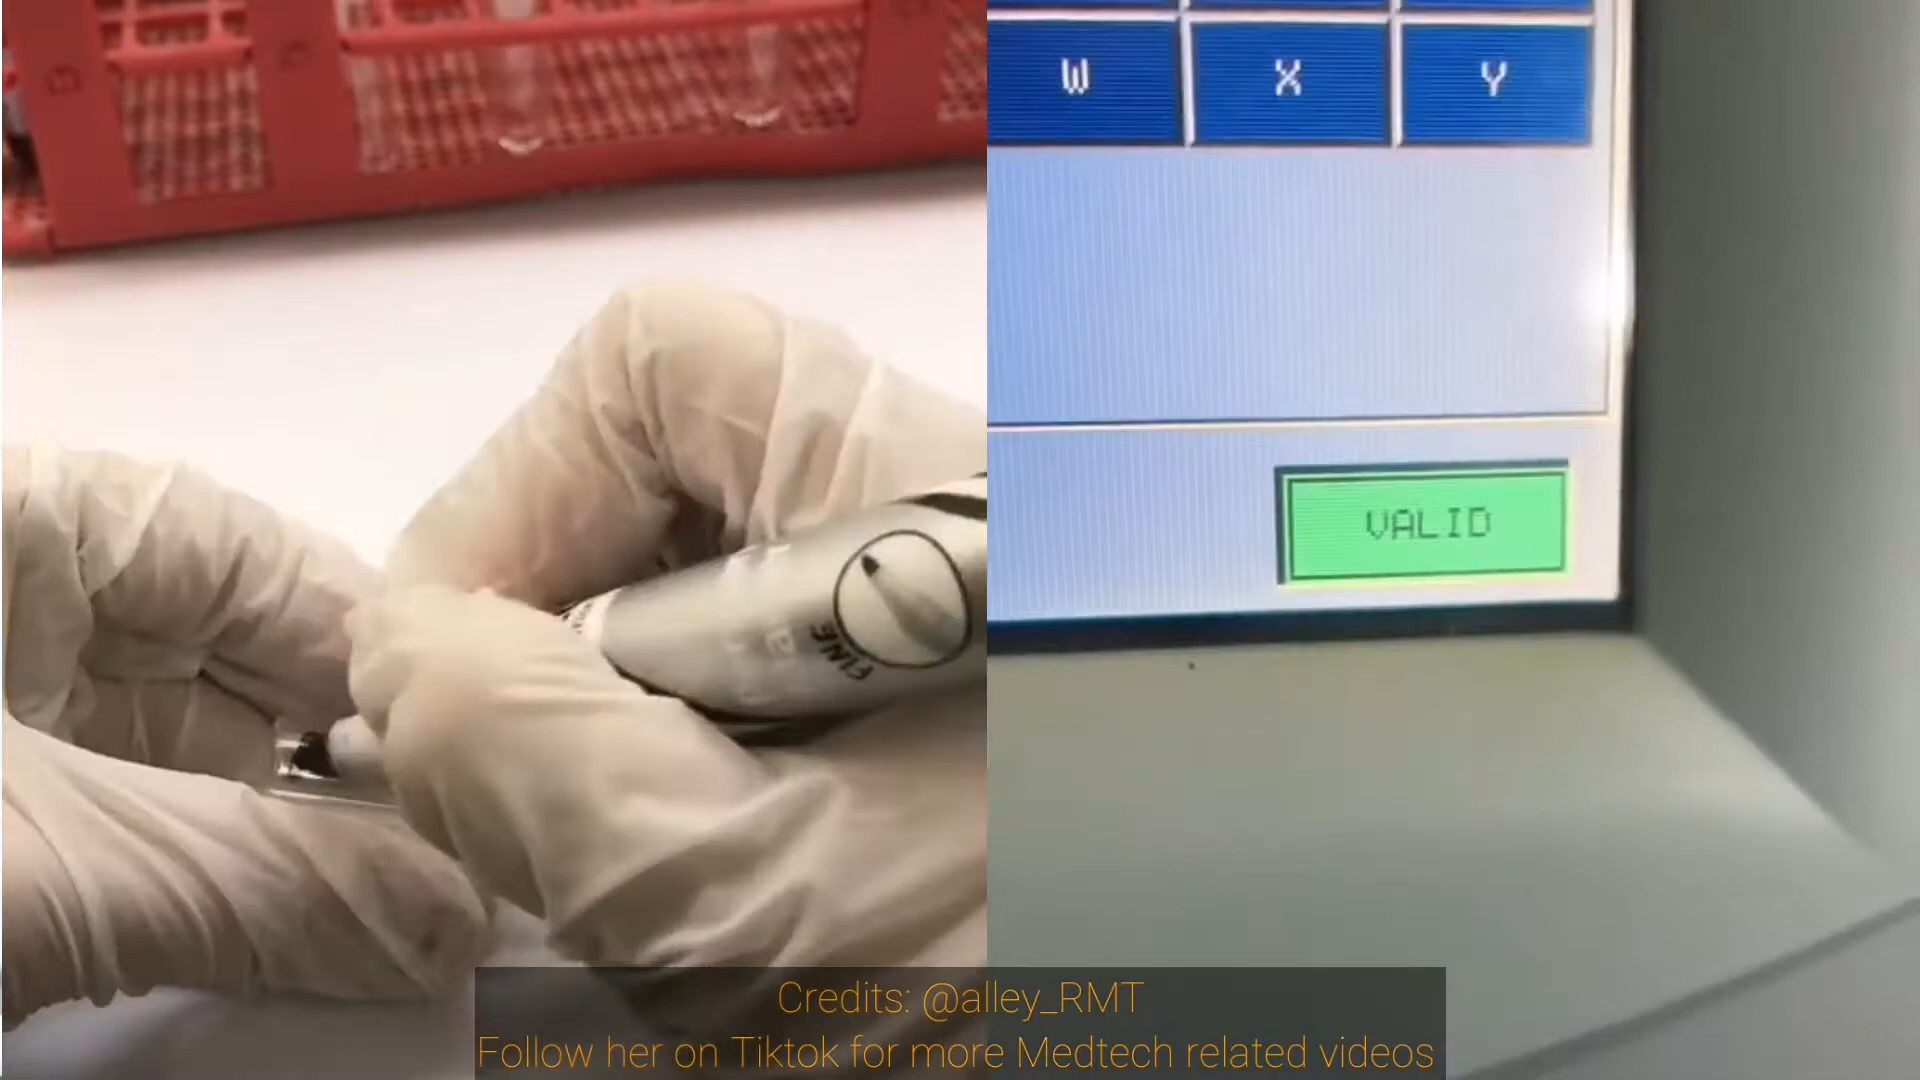 W X Y
VALID
FINE
Credits: @alley_RMT
Follow her on Tiktok for more Medtech related videos